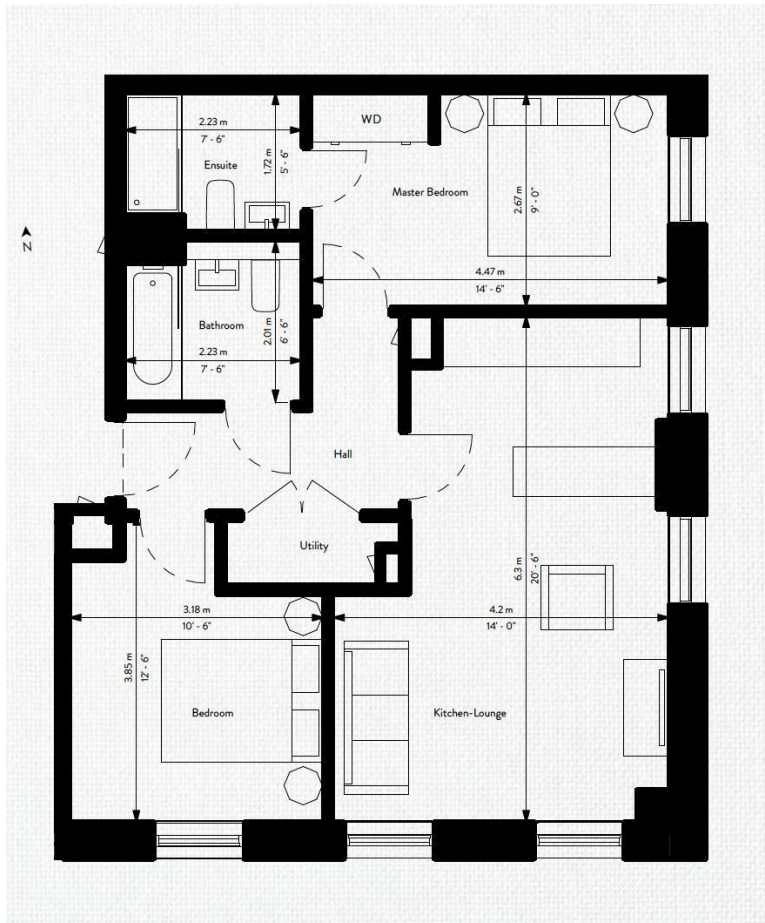 2.23 m
7' - 6"
Ensuite
1.72 m
5' - 6"
WD
Master Bedroom
2.67 m
9' - 0"
N
4.47 m
14' - 6"
Bathroom
2.01 m
6' - 6"
2.23 m
7' - 6"
Hall
Utility
6.3 m
20' - 6"
3.18 m
10' - 6"
4.2 m
14' - 0"
3.85 m
12' - 6"
Bedroom
Kitchen-Lounge